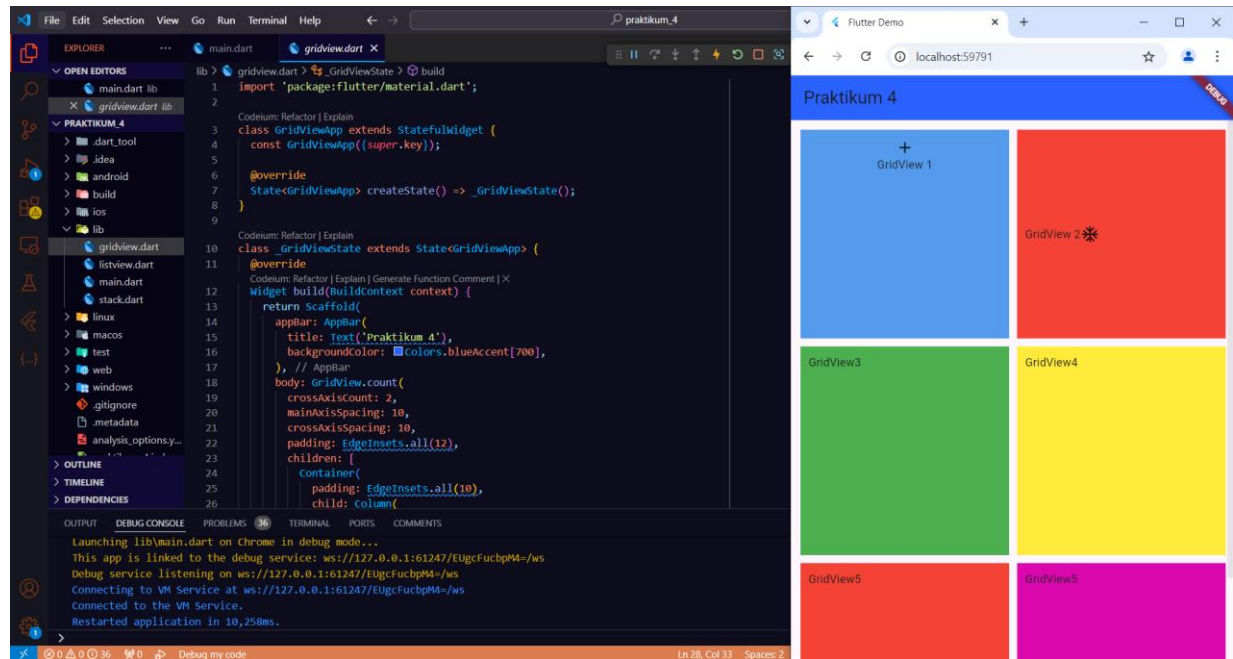 File Edit Selection View Go Run Terminal Help
praktikum_4
EXPLORER
OPEN EDITORS
main.dart lib
gridview.dart lib
PRAKTIKUM_4
.dart_tool
.idea
android
build
ios
lib
gridview.dart
listview.dart
main.dart
stack.dart
linux
macos
test
web
windows
.gitignore
.metadata
analysis_options.y...
OUTLINE
TIMELINE
DEPENDENCIES
main.dart gridview.dart
lib > gridview.dart > _GridViewState > build
1 import 'package:flutter/material.dart';
2
Codeium: Refactor | Explain
3 class GridViewApp extends StatefulWidget {
4 const GridViewApp({super.key});
5
6 @override
7 State<GridViewApp> createState() => _GridViewState();
8 }
9
Codeium: Refactor | Explain
10 class _GridViewState extends State<GridViewApp> {
11 @override
Codeium: Refactor | Explain | Generate Function Comment | X
12 Widget build(BuildContext context) {
13 return Scaffold(
14 appBar: AppBar(
15 title: Text('Praktikum 4'),
16 backgroundColor: Colors.blueAccent[700],
17 ), // AppBar
18 body: GridView.count(
19 crossAxisCount: 2,
20 mainAxisSpacing: 10,
21 crossAxisSpacing: 10,
22 padding: EdgeInsets.all(12),
23 children: [
24 Container(
25 padding: EdgeInsets.all(10),
26 child: Column(
OUTPUT DEBUG CONSOLE PROBLEMS 36 TERMINAL PORTS COMMENTS
Launching lib\main.dart on Chrome in debug mode...
This app is linked to the debug service: ws://127.0.0.1:61247/EUgcFucbpM4=/ws
Debug service listening on ws://127.0.0.1:61247/EUgcFucbpM4=/ws
Connecting to VM Service at ws://127.0.0.1:61247/EUgcFucbpM4=/ws
Connected to the VM Service.
Restarted application in 10,258ms.
>
0 0 36 0 Debug my code
Ln 28, Col 33 Spaces: 2
Flutter Demo
localhost:59791
Praktikum 4
DEBUG
GridView 1
GridView 2
GridView3
GridView4
GridView5
GridView5